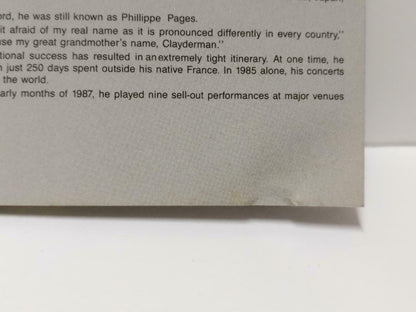 ord, he was still known as Phillippe Pages.
it afraid of my real name as it is pronounced differently in every country,"
use my great grandmother's name, Clayderman."
tional success has resulted in an extremely tight itinerary. At one time, he
n just 250 days spent outside his native France. In 1985 alone, his concerts
the world.
arly months of 1987, he played nine sell-out performances at major venues